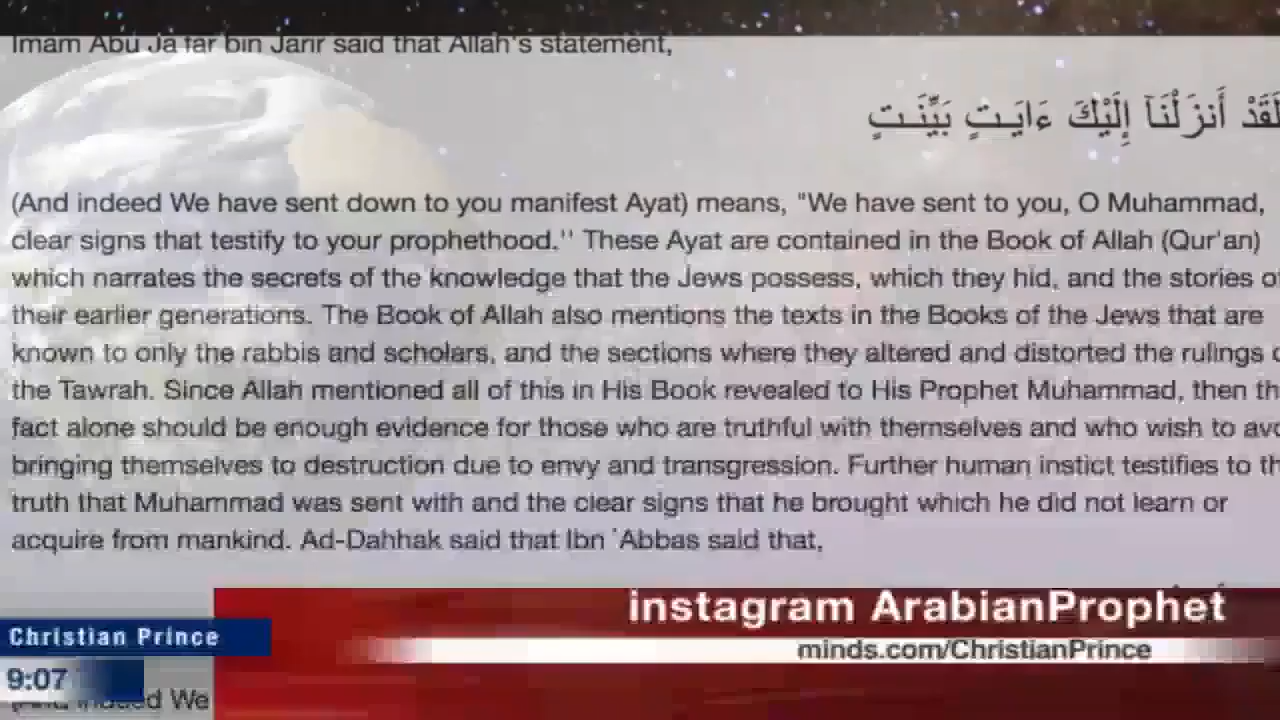 Imam Abu Ja`far bin Jarir said that Allah's statement,
لَقَدْ أَنزَلْنَآ إِلَيْكَ ءَايَـتٍ بَيِّنَـتٍ
(And indeed We have sent down to you manifest Ayat) means, "We have sent to you, O Muhammad,
clear signs that testify to your prophethood.'' These Ayat are contained in the Book of Allah (Qur'an)
which narrates the secrets of the knowledge that the Jews possess, which they hid, and the stories of
their earlier generations. The Book of Allah also mentions the texts in the Books of the Jews that are
known to only the rabbis and scholars, and the sections where they altered and distorted the rulings
the Tawrah. Since Allah mentioned all of this in His Book revealed to His Prophet Muhammad, then
fact alone should be enough evidence for those who are truthful with themselves and who wish to
bringing themselves to destruction due to envy and transgression. Further human instict testifies to
truth that Muhammad was sent with and the clear signs that he brought which he did not learn or
acquire from mankind. Ad-Dahhak said that Ibn `Abbas said that,
instagram ArabianProphet
Christian Prince
minds.com/ChristianPrince
9:07
indeed We